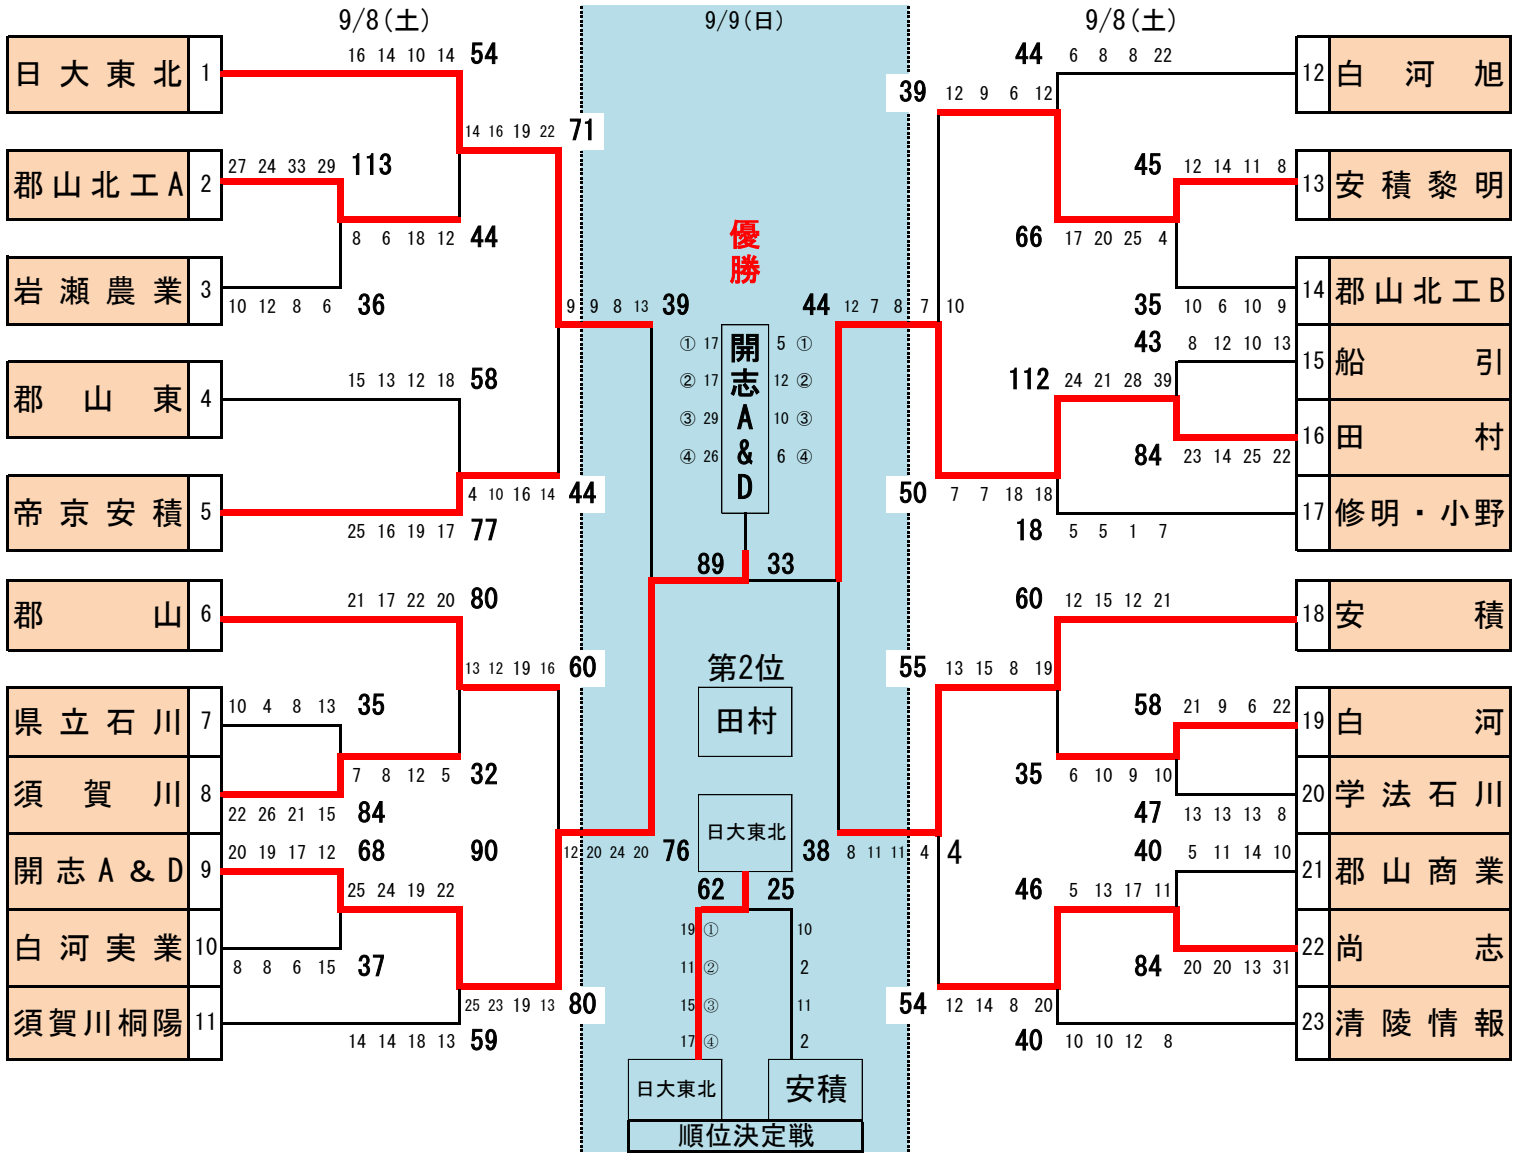 9/8(土)
9/9(日)
9/8(土)
1 日大東北
16 14 10 14 54
14 16 19 22 71
2 郡山北工A
27 24 33 29 113
8 6 18 12 44
3 岩瀬農業
10 12 8 6 36
9 9 8 13 39
4 郡山東
15 13 12 18 58
4 10 16 14 44
5 帝京安積
25 16 19 17 77
6 郡山
21 17 22 20 80
13 12 19 16 60
7 県立石川
10 4 8 13 35
7 8 12 5 32
8 須賀川
22 26 21 15 84
12 20 24 20 76
9 開志A&D
20 19 17 12 68
25 24 19 22 90
10 白河実業
8 8 6 15 37
25 23 19 13 80
11 須賀川桐陽
14 14 18 13 59
優勝
開志A&D
① 17 5 ①
② 17 12 ②
③ 29 10 ③
④ 26 6 ④
89 33
第2位
田村
日大東北
62 25
19 ① 10
11 ② 2
15 ③ 11
17 ④ 2
日大東北
安積
順位決定戦
44 6 8 8 22
12 白河旭
39 12 9 6 12
45 12 14 11 8
13 安積黎明
66 17 20 25 4
35 10 6 10 9
14 郡山北工B
44 12 7 8 7 10
43 8 12 10 13
15 船引
112 24 21 28 39
84 23 14 25 22
16 田村
50 7 7 18 18
18 5 5 1 7
17 修明・小野
60 12 15 12 21
18 安積
55 13 15 8 19
58 21 9 6 22
19 白河
35 6 10 9 10
47 13 13 13 8
20 学法石川
38 8 11 11 4 4
40 5 11 14 10
21 郡山商業
46 5 13 17 11
84 20 20 13 31
22 尚志
54 12 14 8 20
40 10 10 12 8
23 清陵情報